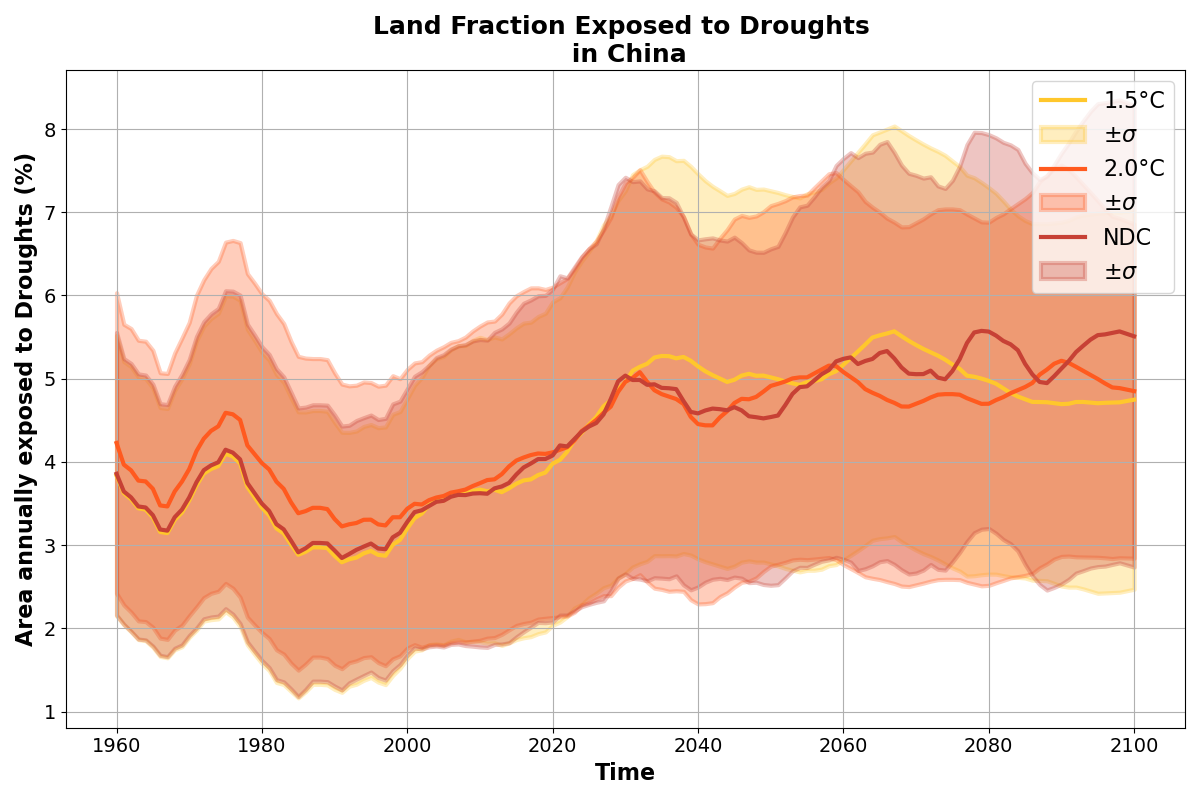 Land Fraction Exposed to Droughts
in China
Area annually exposed to Droughts (%)
8
7
6
5
4
3
2
1
1.5°C
±σ
2.0°C
±σ
NDC
±σ
1960 1980 2000 2020 2040 2060 2080 2100
Time